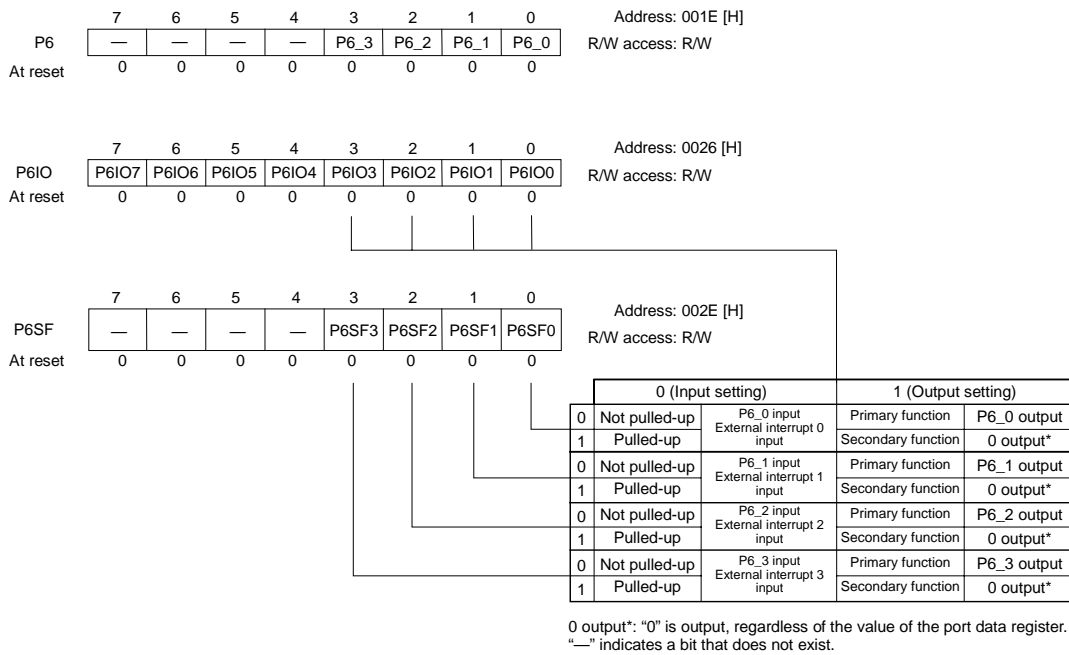 7 6 5 4 3 2 1 0 Address: 001E [H]
P6 — — — — P6_3 P6_2 P6_1 P6_0 R/W access: R/W
At reset 0 0 0 0 0 0 0 0
7 6 5 4 3 2 1 0 Address: 0026 [H]
P6IO P6IO7 P6IO6 P6IO5 P6IO4 P6IO3 P6IO2 P6IO1 P6IO0 R/W access: R/W
At reset 0 0 0 0 0 0 0 0
7 6 5 4 3 2 1 0 Address: 002E [H]
P6SF — — — — P6SF3 P6SF2 P6SF1 P6SF0 R/W access: R/W
At reset 0 0 0 0 0 0 0 0
0 (Input setting) 1 (Output setting)
0 Not pulled-up P6_0 input Primary function P6_0 output
External interrupt 0
1 Pulled-up input Secondary function 0 output*
0 Not pulled-up P6_1 input Primary function P6_1 output
External interrupt 1
1 Pulled-up input Secondary function 0 output*
0 Not pulled-up P6_2 input Primary function P6_2 output
External interrupt 2
1 Pulled-up input Secondary function 0 output*
0 Not pulled-up P6_3 input Primary function P6_3 output
External interrupt 3
1 Pulled-up input Secondary function 0 output*
0 output*: “0” is output, regardless of the value of the port data register.
“—” indicates a bit that does not exist.